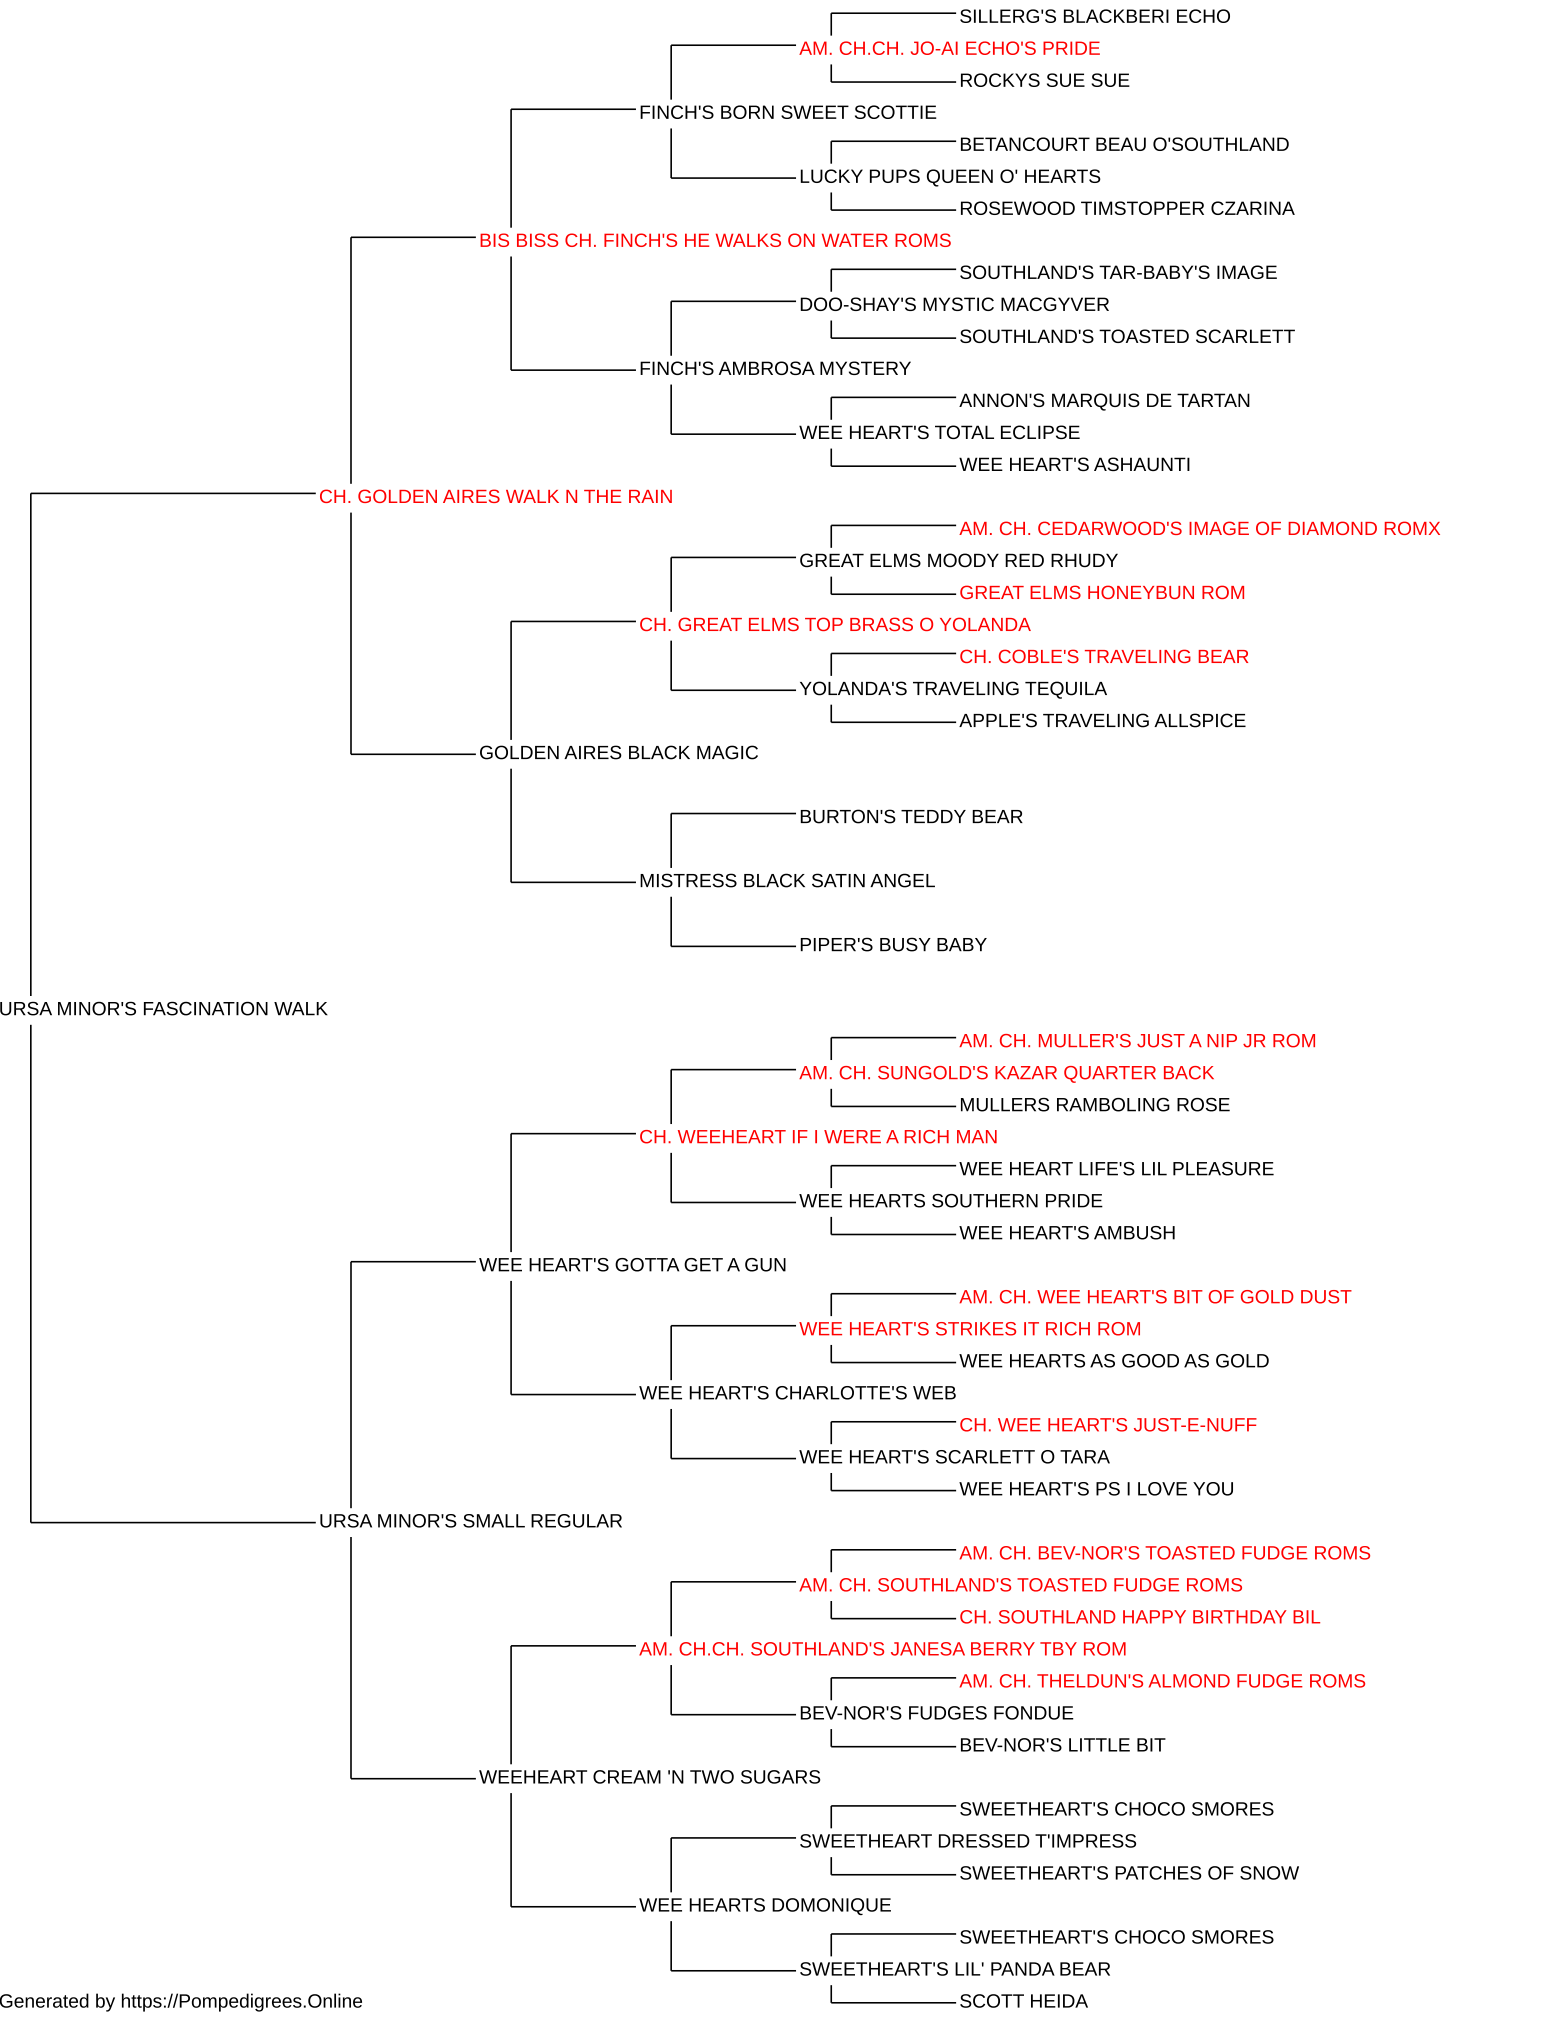 SILLERG'S BLACKBERI ECHO
AM. CH.CH. JO-AI ECHO'S PRIDE
ROCKYS SUE SUE
FINCH'S BORN SWEET SCOTTIE
BETANCOURT BEAU O'SOUTHLAND
LUCKY PUPS QUEEN O' HEARTS
ROSEWOOD TIMSTOPPER CZARINA
BIS BISS CH. FINCH'S HE WALKS ON WATER ROMS
SOUTHLAND'S TAR-BABY'S IMAGE
DOO-SHAY'S MYSTIC MACGYVER
SOUTHLAND'S TOASTED SCARLETT
FINCH'S AMBROSA MYSTERY
ANNON'S MARQUIS DE TARTAN
WEE HEART'S TOTAL ECLIPSE
WEE HEART'S ASHAUNTI
CH. GOLDEN AIRES WALK N THE RAIN
AM. CH. CEDARWOOD'S IMAGE OF DIAMOND ROMX
GREAT ELMS MOODY RED RHUDY
GREAT ELMS HONEYBUN ROM
CH. GREAT ELMS TOP BRASS O YOLANDA
CH. COBLE'S TRAVELING BEAR
YOLANDA'S TRAVELING TEQUILA
APPLE'S TRAVELING ALLSPICE
GOLDEN AIRES BLACK MAGIC
BURTON'S TEDDY BEAR
MISTRESS BLACK SATIN ANGEL
PIPER'S BUSY BABY
URSA MINOR'S FASCINATION WALK
AM. CH. MULLER'S JUST A NIP JR ROM
AM. CH. SUNGOLD'S KAZAR QUARTER BACK
MULLERS RAMBOLING ROSE
CH. WEEHEART IF I WERE A RICH MAN
WEE HEART LIFE'S LIL PLEASURE
WEE HEARTS SOUTHERN PRIDE
WEE HEART'S AMBUSH
WEE HEART'S GOTTA GET A GUN
AM. CH. WEE HEART'S BIT OF GOLD DUST
WEE HEART'S STRIKES IT RICH ROM
WEE HEARTS AS GOOD AS GOLD
WEE HEART'S CHARLOTTE'S WEB
CH. WEE HEART'S JUST-E-NUFF
WEE HEART'S SCARLETT O TARA
WEE HEART'S PS I LOVE YOU
URSA MINOR'S SMALL REGULAR
AM. CH. BEV-NOR'S TOASTED FUDGE ROMS
AM. CH. SOUTHLAND'S TOASTED FUDGE ROMS
CH. SOUTHLAND HAPPY BIRTHDAY BIL
AM. CH.CH. SOUTHLAND'S JANESA BERRY TBY ROM
AM. CH. THELDUN'S ALMOND FUDGE ROMS
BEV-NOR'S FUDGES FONDUE
BEV-NOR'S LITTLE BIT
WEEHEART CREAM 'N TWO SUGARS
SWEETHEART'S CHOCO SMORES
SWEETHEART DRESSED T'IMPRESS
SWEETHEART'S PATCHES OF SNOW
WEE HEARTS DOMONIQUE
SWEETHEART'S CHOCO SMORES
SWEETHEART'S LIL' PANDA BEAR
SCOTT HEIDA
Generated by https://Pompedigrees.Online